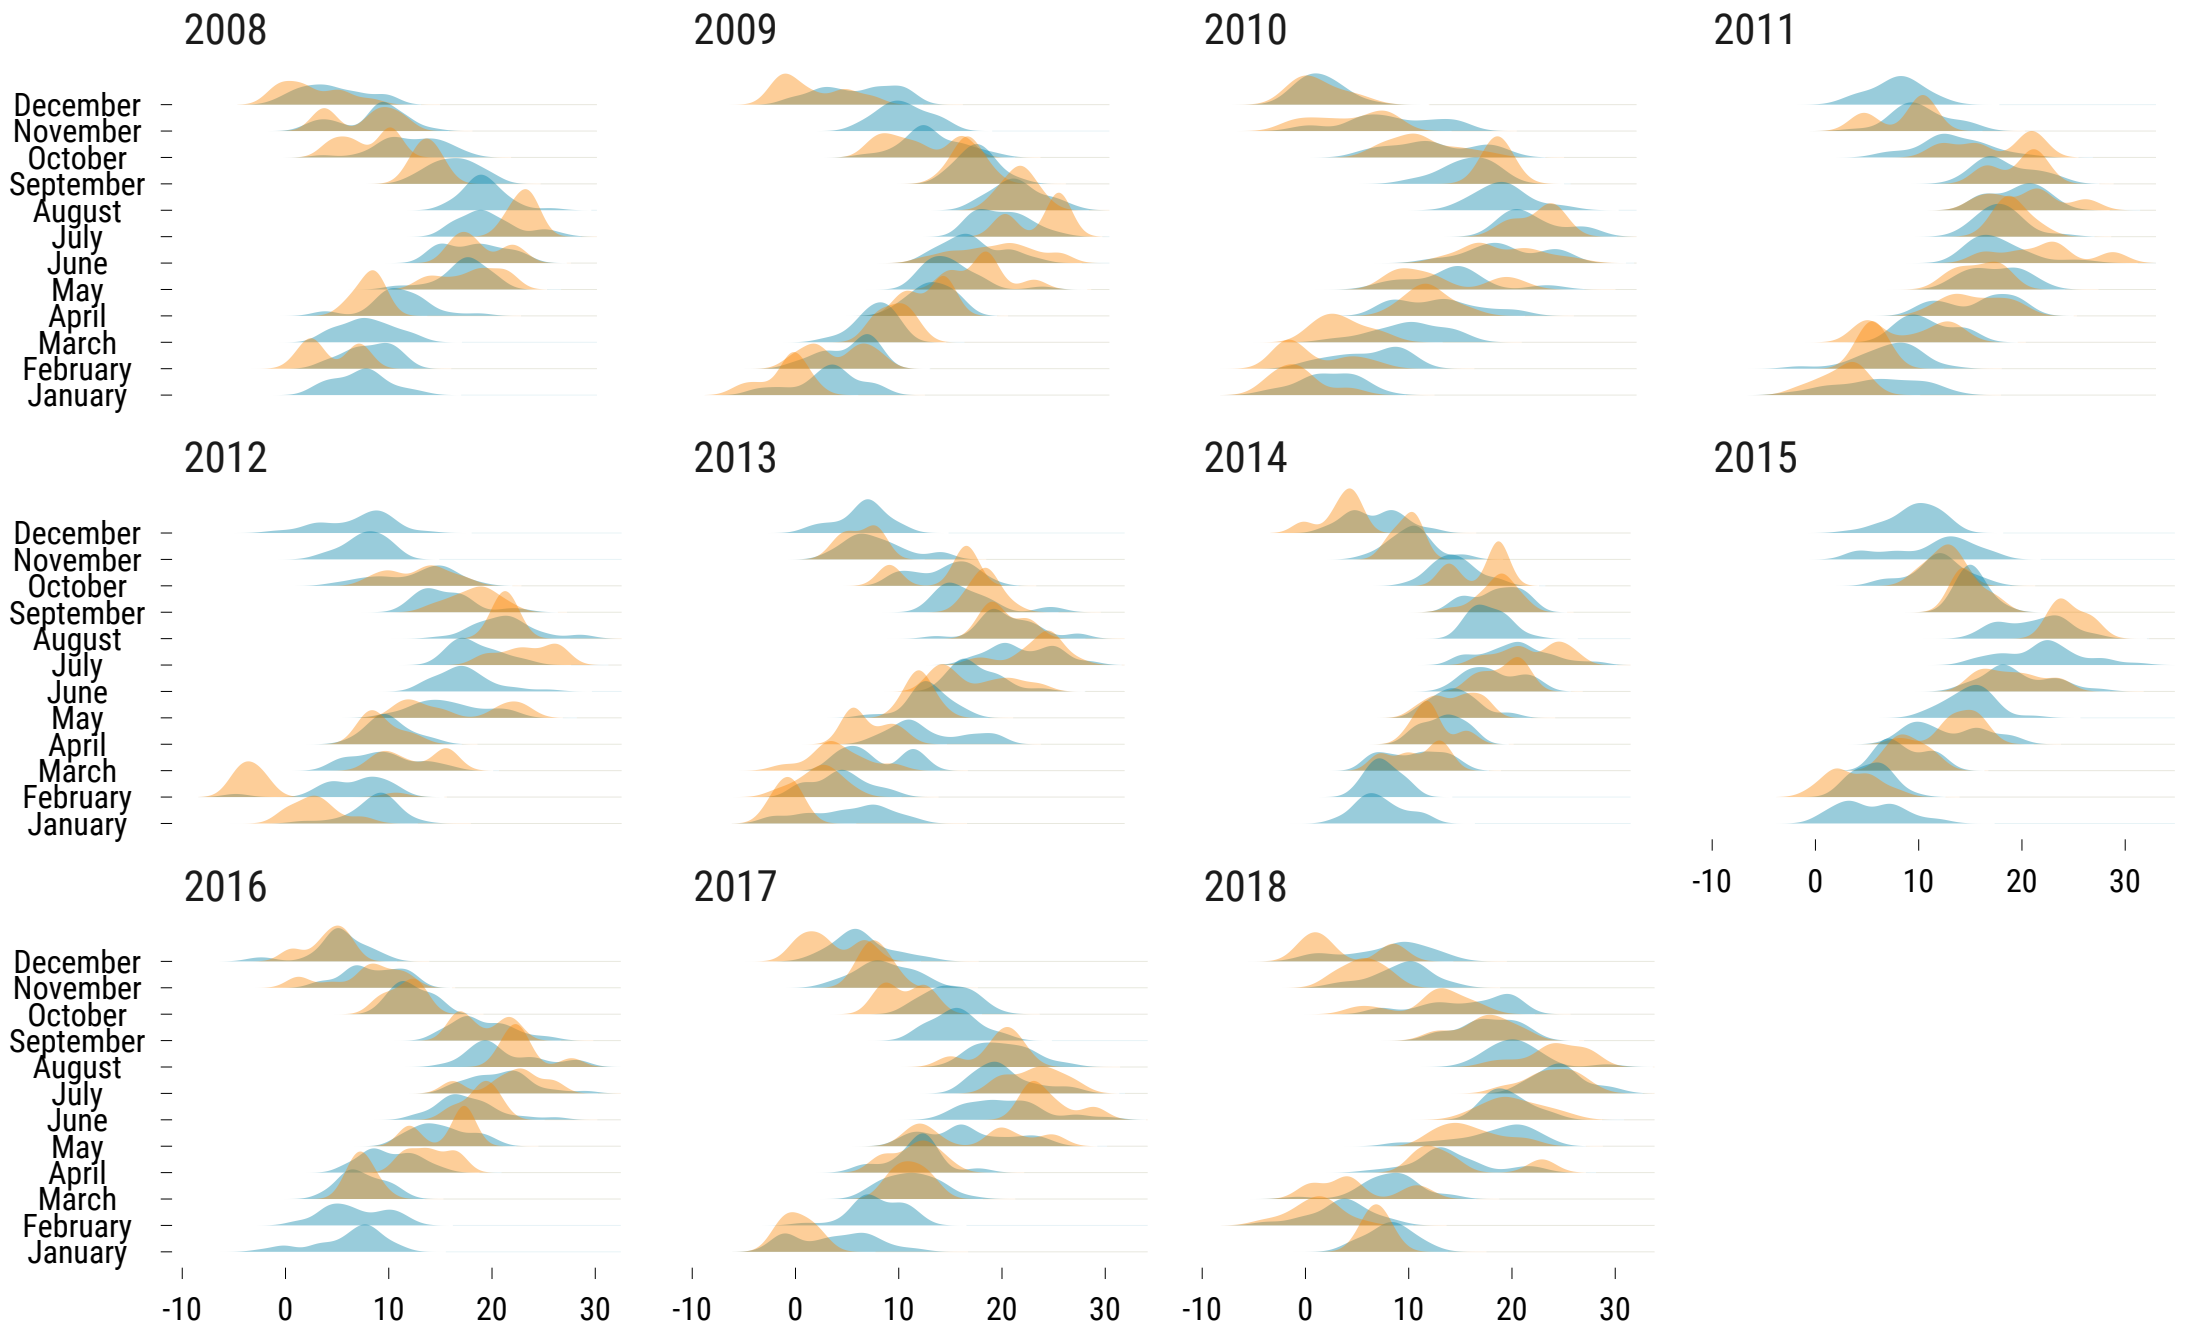 2008 2009 2010 2011
December
November
October
September
August
July
June
May
April
March
February
January
2012 2013 2014 2015
December
November
October
September
August
July
June
May
April
March
February
January
-10 0 10 20 30
2016 2017 2018
December
November
October
September
August
July
June
May
April
March
February
January
-10 0 10 20 30 -10 0 10 20 30 -10 0 10 20 30